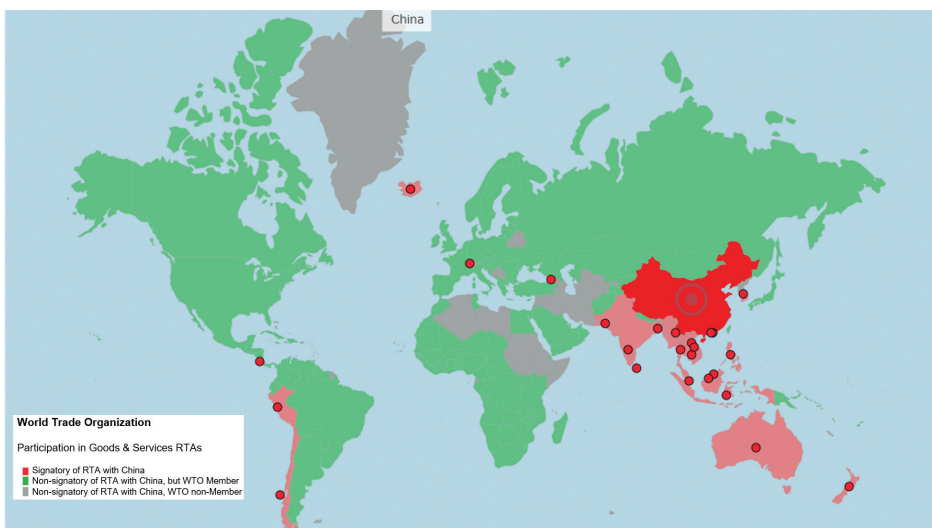 China
World Trade Organization
Participation in Goods & Services RTAs
Signatory of RTA with China
Non-signatory of RTA with China, but WTO Member
Non-signatory of RTA with China, WTO non-Member